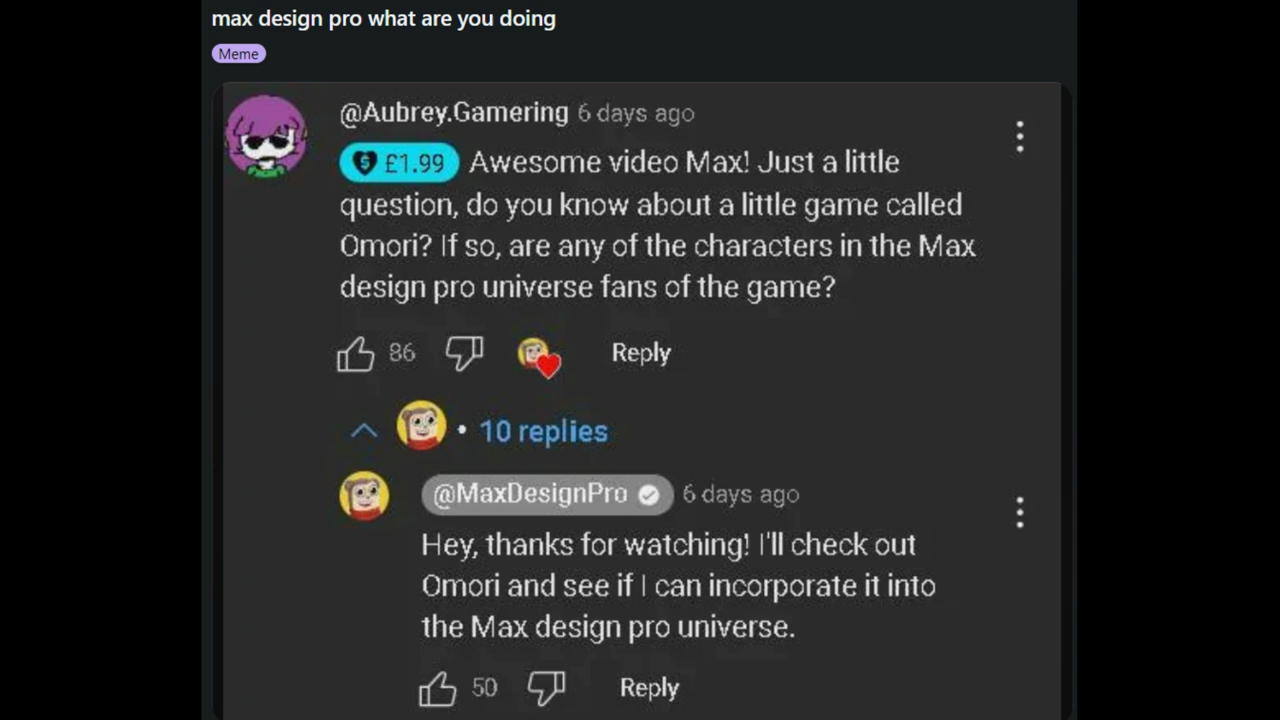 max design pro what are you doing
Meme
@Aubrey.Gamering 6 days ago
£1.99 Awesome video Max! Just a little
question, do you know about a little game called
Omori? If so, are any of the characters in the Max
design pro universe fans of the game?
86 Reply
• 10 replies
@MaxDesignPro 6 days ago
Hey, thanks for watching! I'll check out
Omori and see if I can incorporate it into
the Max design pro universe.
50 Reply